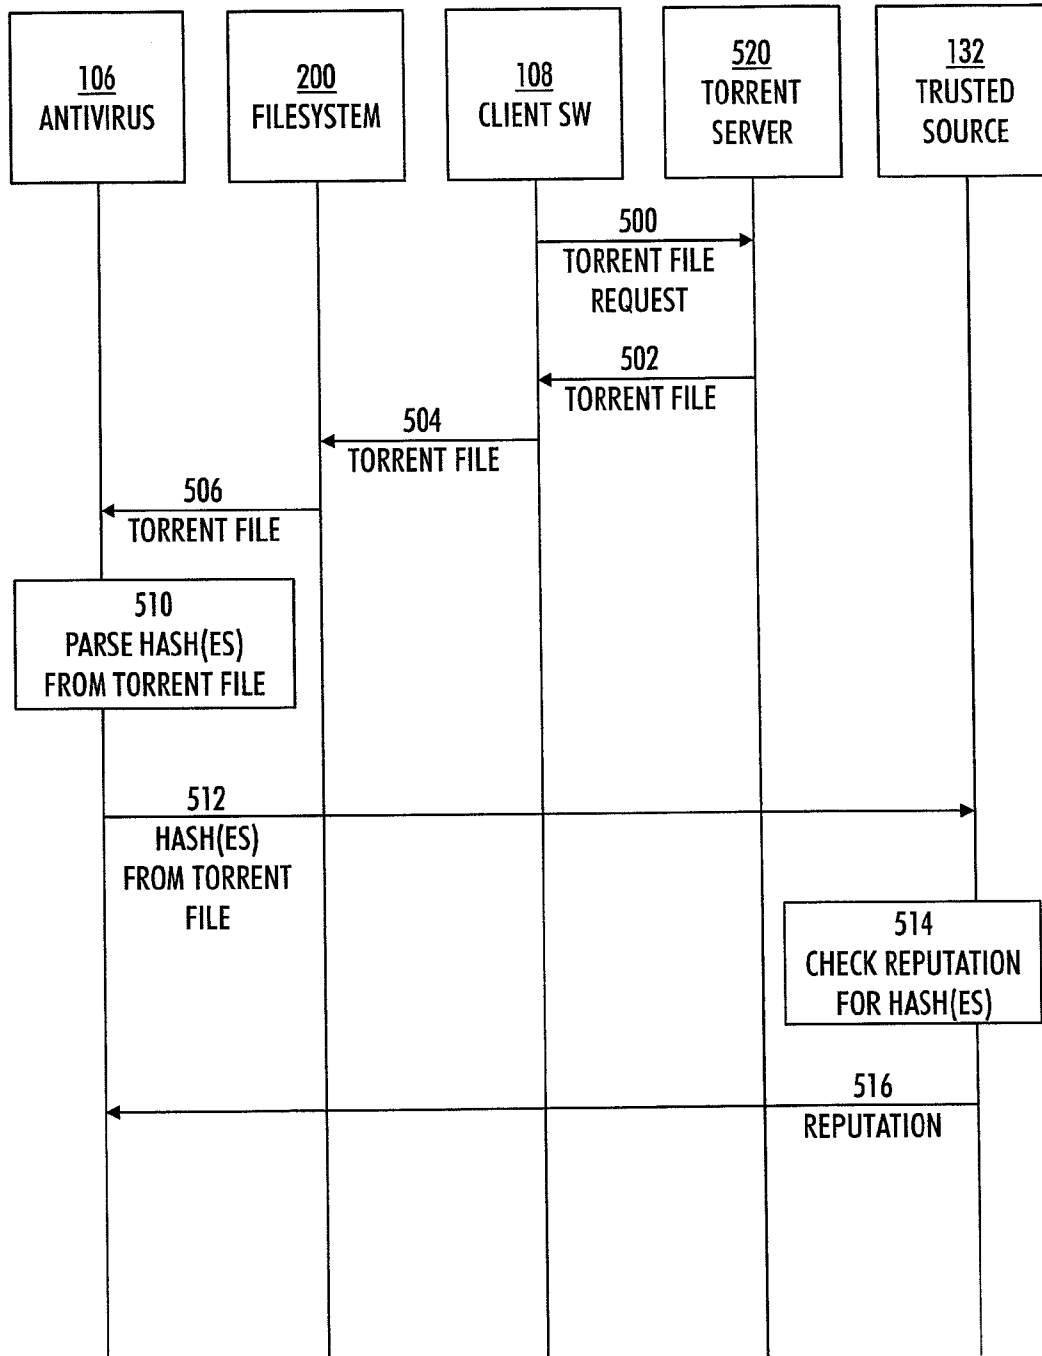 106
ANTIVIRUS
200
FILESYSTEM
108
CLIENT SW
520
TORRENT
SERVER
132
TRUSTED
SOURCE
500
TORRENT FILE
REQUEST
502
TORRENT FILE
504
TORRENT FILE
506
TORRENT FILE
510
PARSE HASH(ES)
FROM TORRENT FILE
512
HASH(ES)
FROM TORRENT
FILE
514
CHECK REPUTATION
FOR HASH(ES)
516
REPUTATION